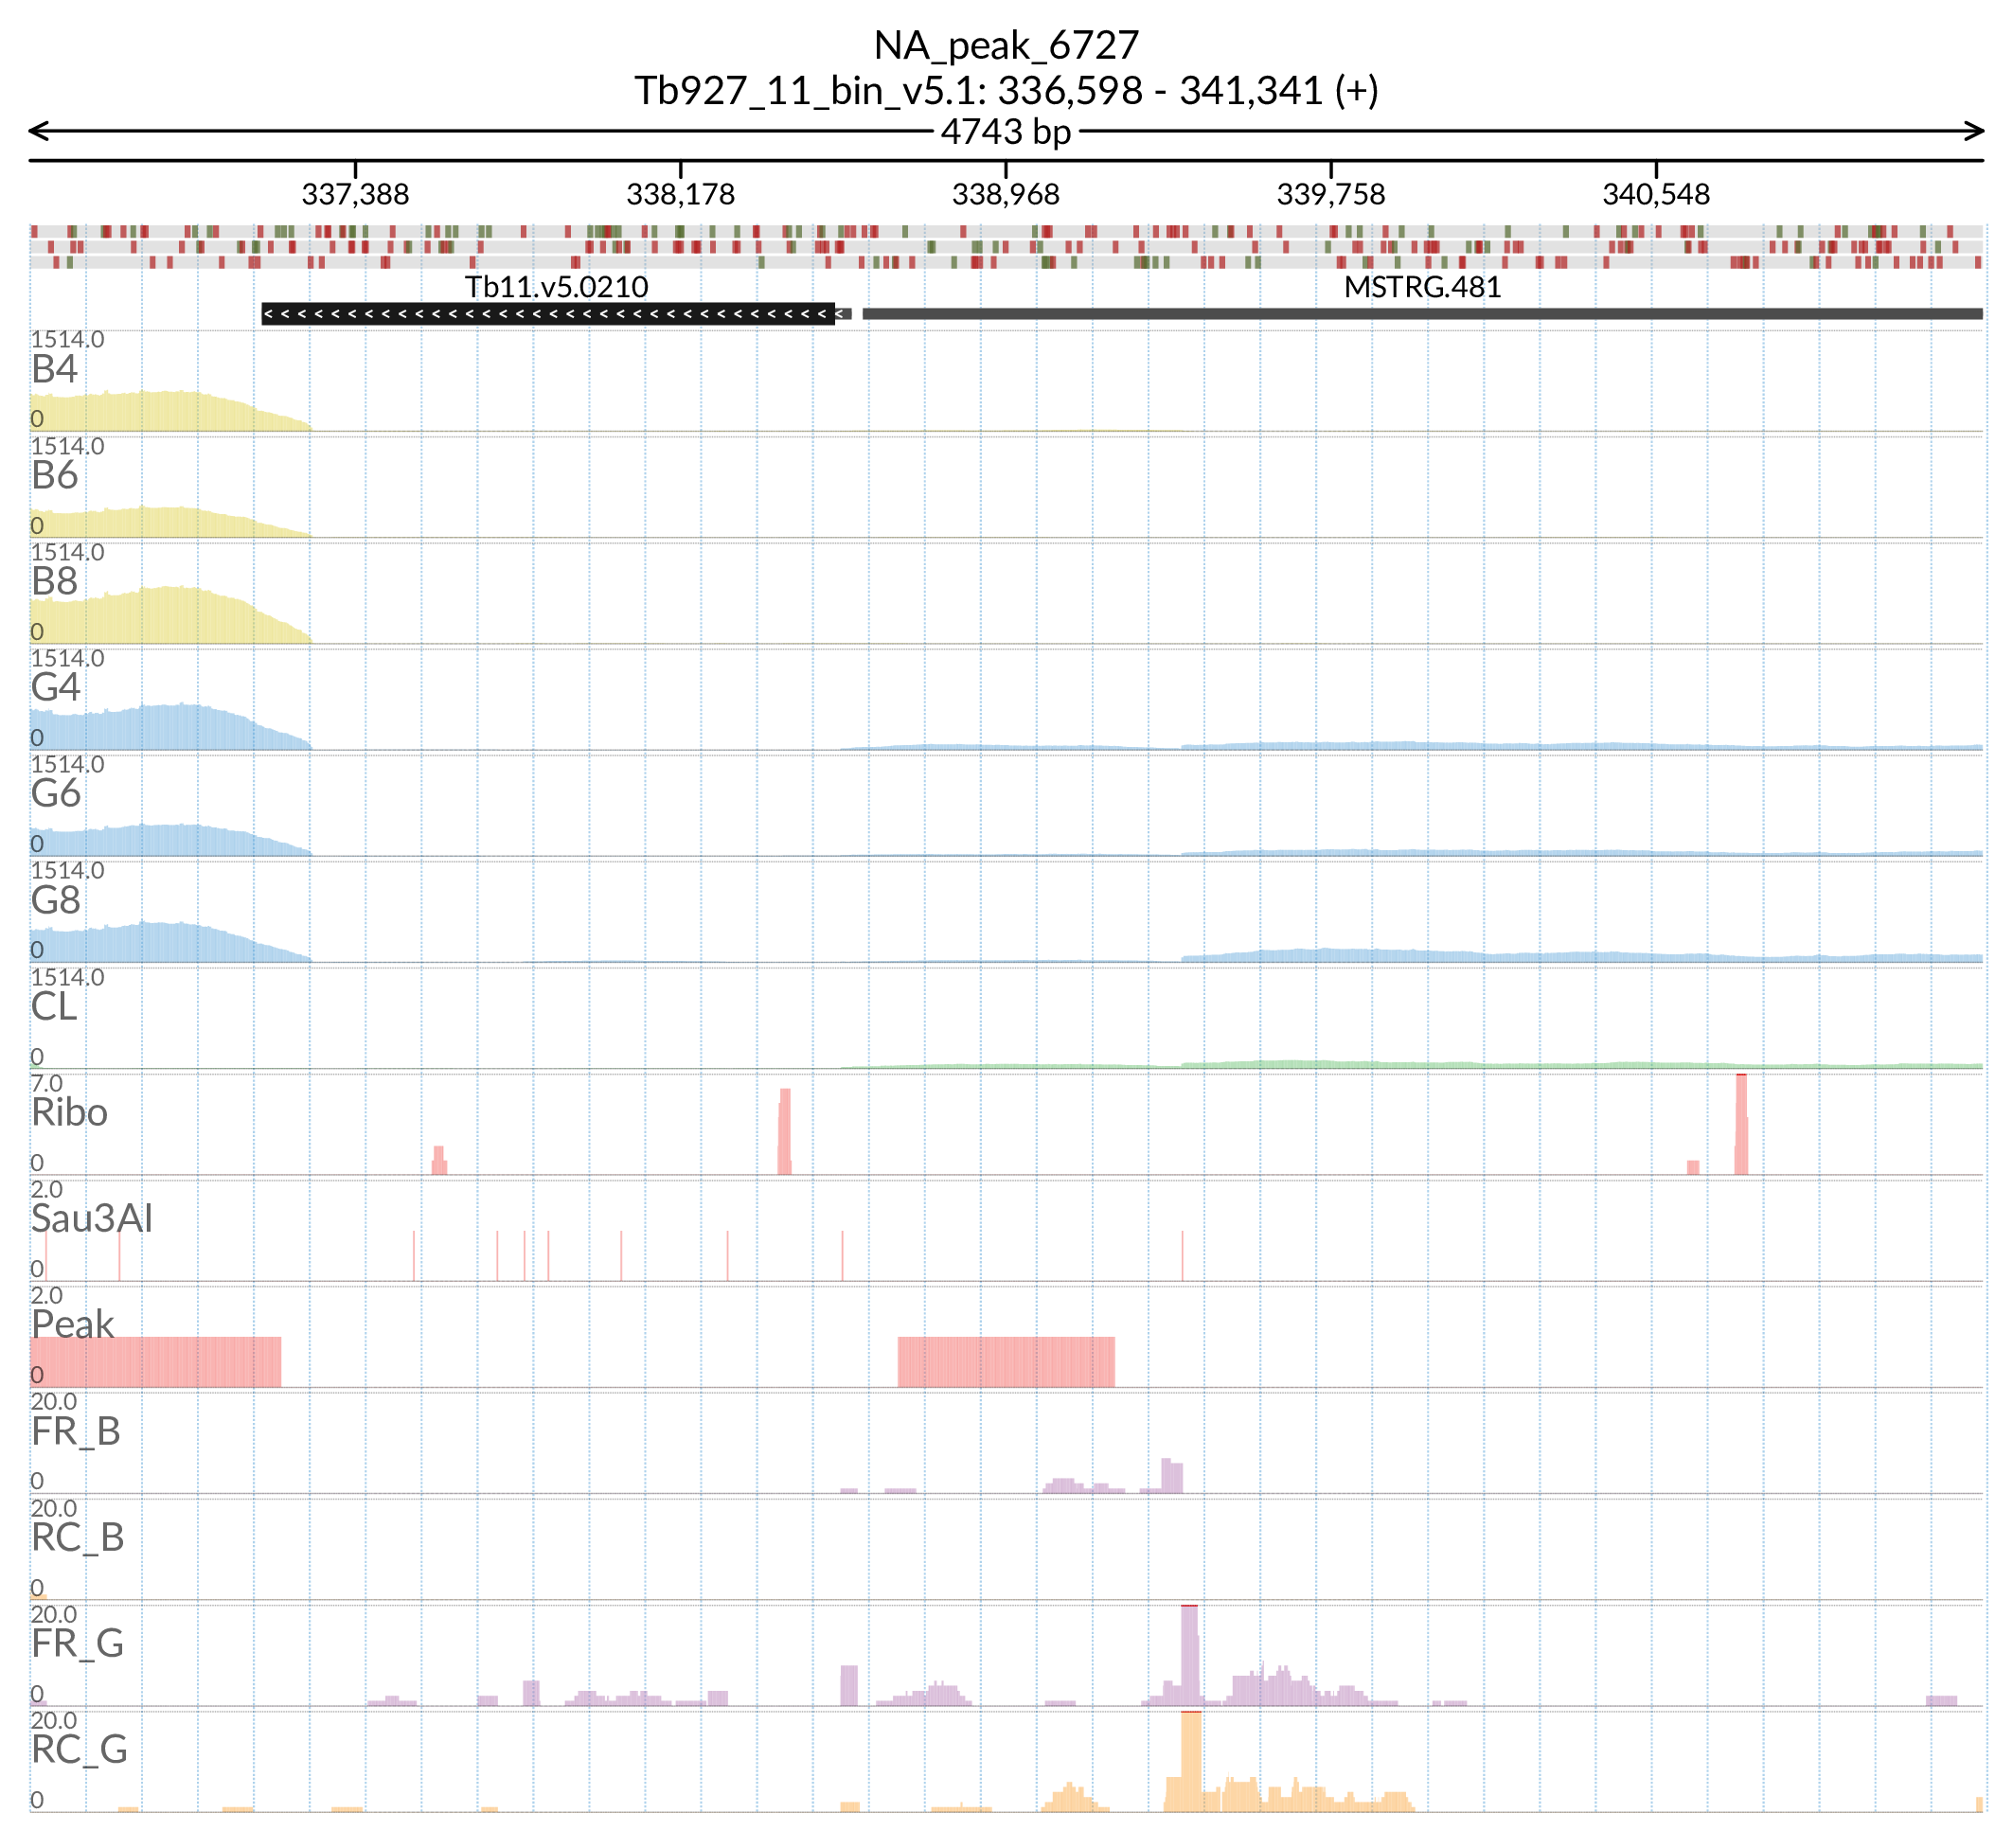 NA_peak_6727
Tb927_11_bin_v5.1: 336,598 - 341,341 (+)
4743 bp
337,388 338,178 338,968 339,758 340,548
Tb11.v5.0210 MSTRG.481
1514.0
B4
0
1514.0
B6
0
1514.0
B8
0
1514.0
G4
0
1514.0
G6
0
1514.0
G8
0
1514.0
CL
0
7.0
Ribo
0
2.0
Sau3AI
0
2.0
Peak
0
20.0
FR_B
0
20.0
RC_B
0
20.0
FR_G
0
20.0
RC_G
0